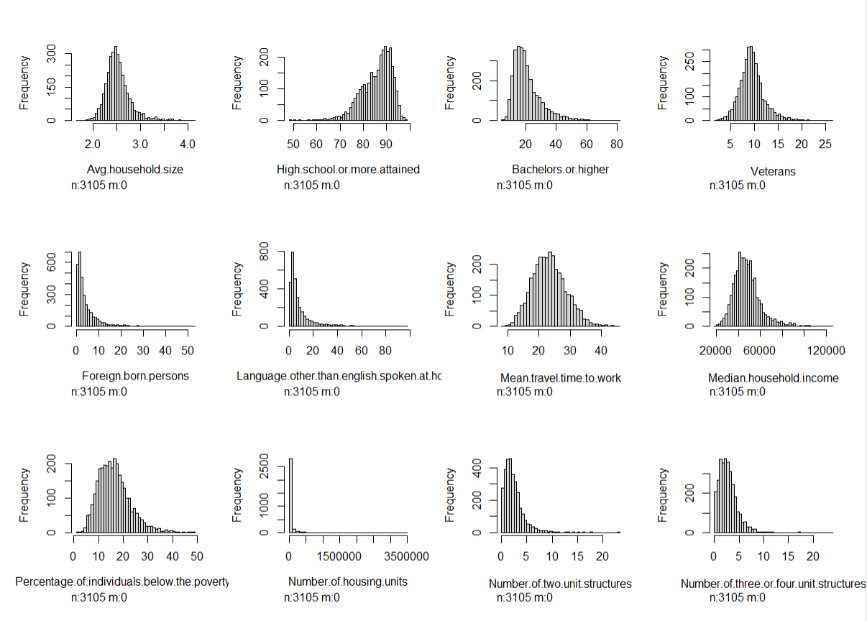 Frequency
0 150 300
2.0 3.0 4.0
Avg.household.size
n:3105 m:0
Frequency
0 100 200
50 60 70 80 90
High.school.or.more.attained
n:3105 m:0
Frequency
0 200
20 40 60 80
Bachelors.or.higher
n:3105 m:0
Frequency
0 100 250
5 10 15 20 25
Veterans
n:3105 m:0
Frequency
0 300 600
0 10 20 30 40 50
Foreign.born.persons
n:3105 m:0
Frequency
0 400 800
0 20 40 60 80
Language.other.than.english.spoken.at.hc
n:3105 m:0
Frequency
0 100 200
10 20 30 40
Mean.travel.time.to.work
n:3105 m:0
Frequency
0 100 200
20000 60000 120000
Median.household.income
n:3105 m:0
Frequency
0 100 200
0 10 20 30 40 50
Percentage.of.individuals.below.the.poverty
n:3105 m:0
Frequency
0 1000 2500
0 1500000 3500000
Number.of.housing.units
n:3105 m:0
Frequency
0 200 400
0 5 10 15 20
Number.of.two.unit.structures
n:3105 m:0
Frequency
0 200
0 5 10 15 20
Number.of.three.or.four.unit.structures
n:3105 m:0